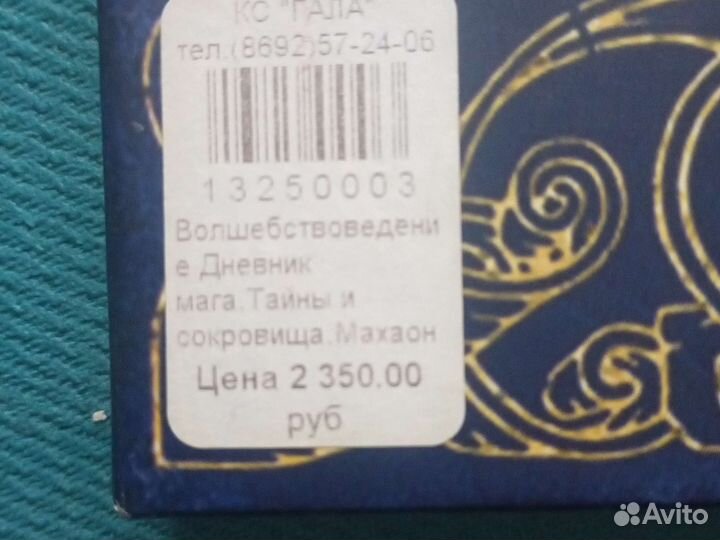 КС "ГАЛА"
тел.(8692)57-24-06
13250003
Волшебствоведени
е Дневник
мага.Тайны и
сокровища.Махаон
Цена 2 350.00
руб
Avito